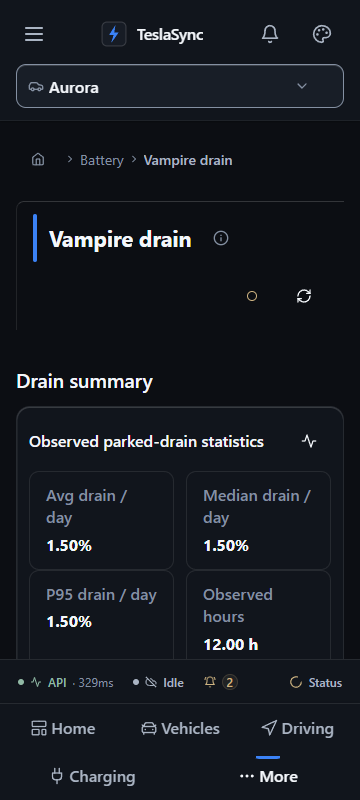 TeslaSync
Aurora
Battery Vampire drain
Vampire drain
Drain summary
Observed parked-drain statistics
Avg drain /
day
1.50%
Median drain /
day
1.50%
P95 drain / day
1.50%
Observed
hours
12.00 h
API · 329ms Idle 2 Status
Home Vehicles Driving
Charging More